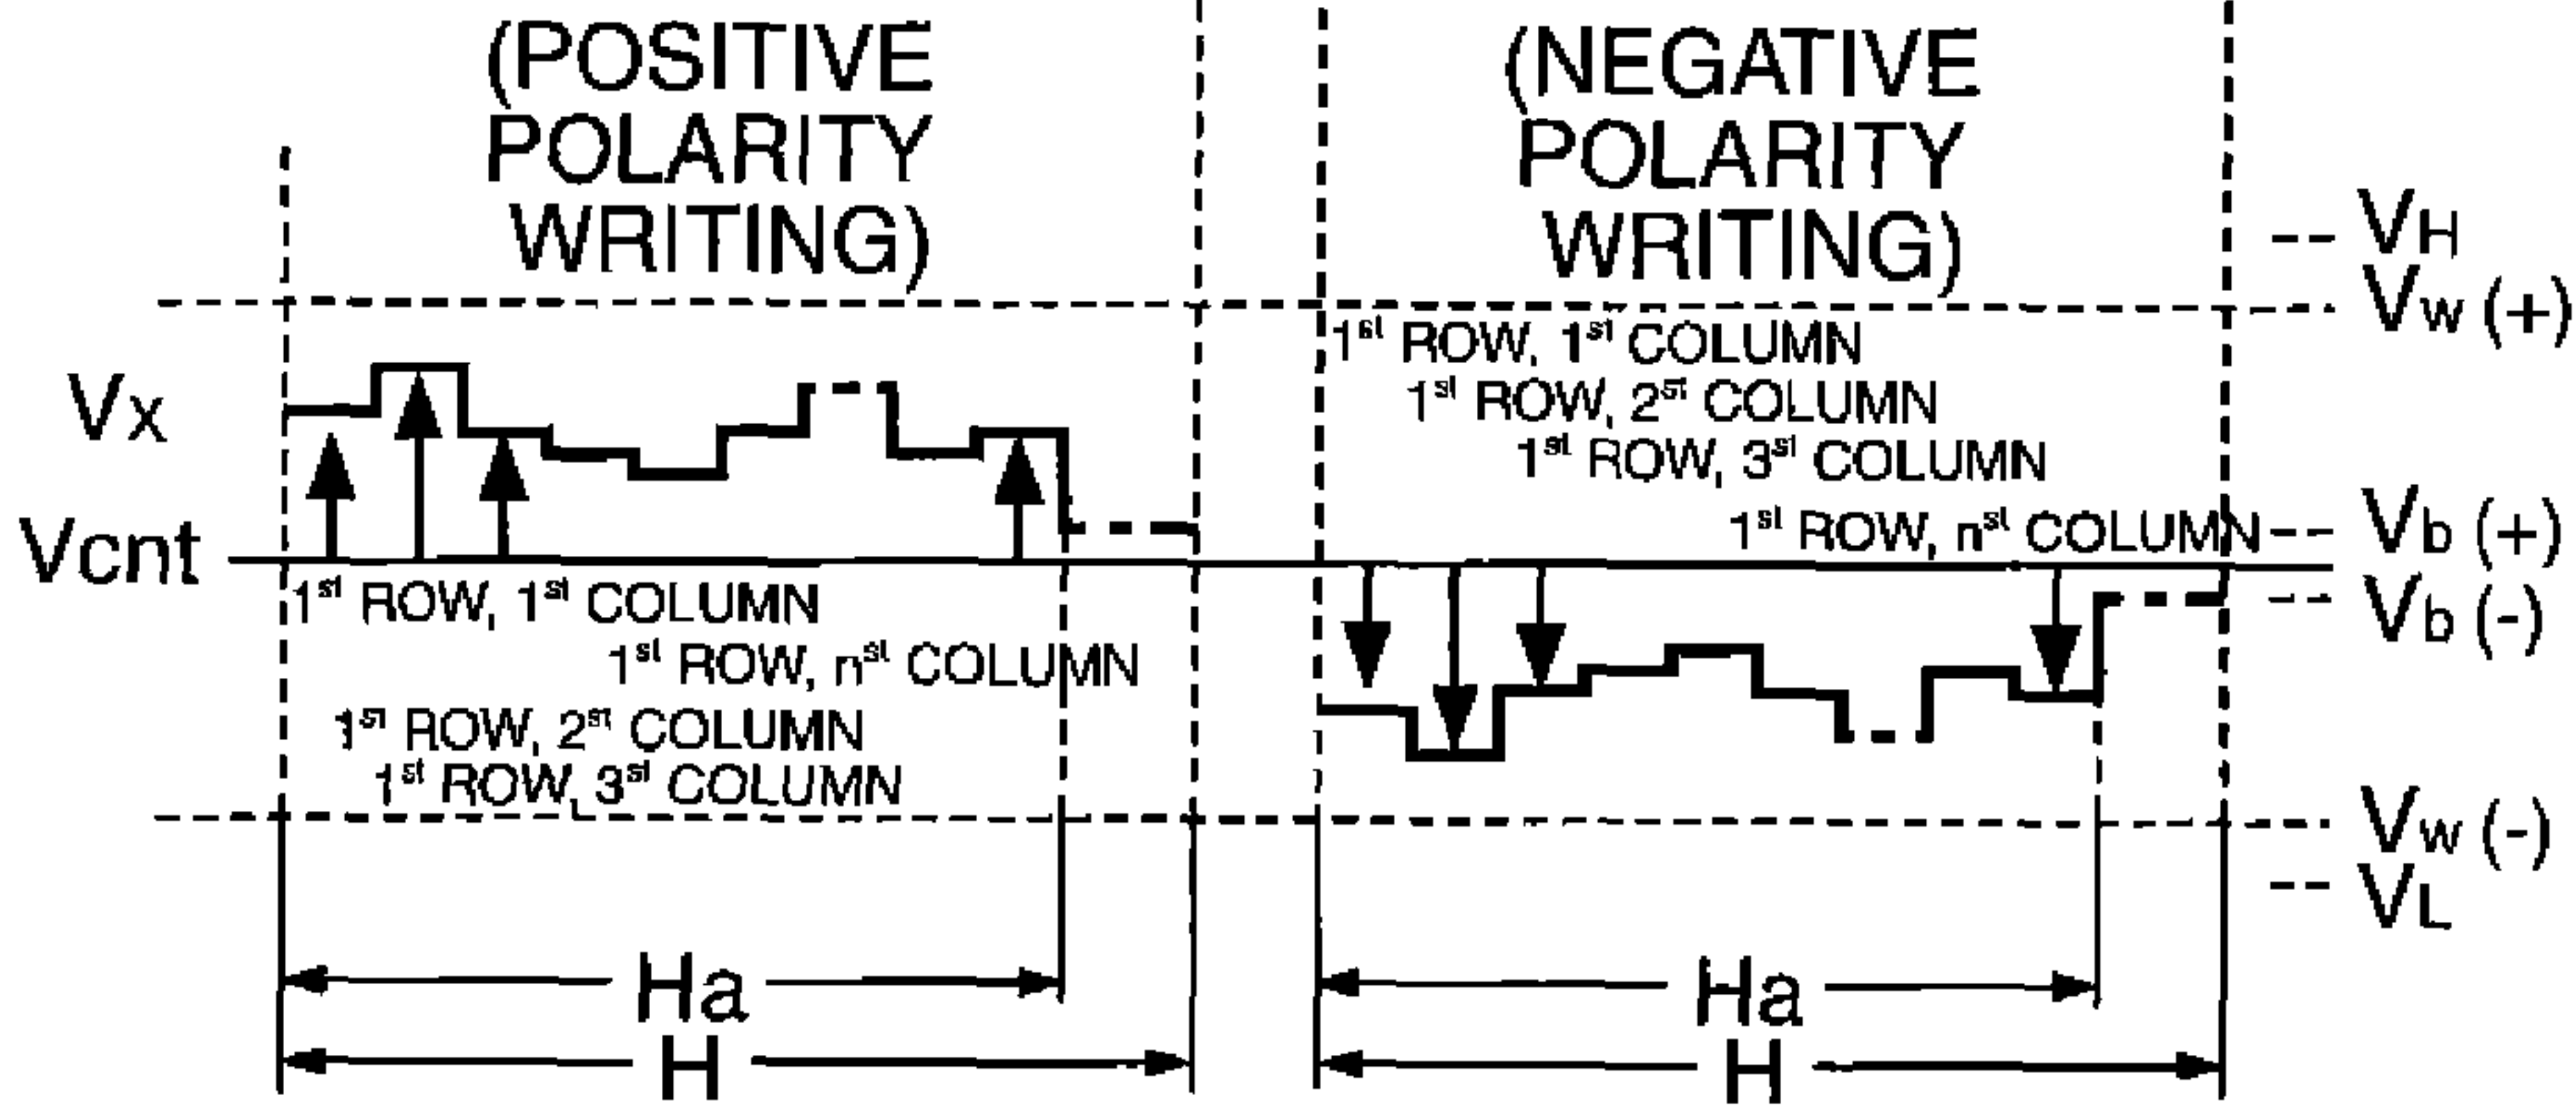 (POSITIVE
POLARITY
WRITING)
(NEGATIVE
POLARITY
WRITING)
VH
Vw (+)
1st ROW, 1st COLUMN
1st ROW, 2st COLUMN
1st ROW, 3st COLUMN
1st ROW, nst COLUMN
Vx
Vcnt
Vb (+)
Vb (-)
1st ROW, 1st COLUMN
1st ROW, nst COLUMN
1st ROW, 2st COLUMN
1st ROW, 3st COLUMN
Vw (-)
VL
Ha
Ha
H
H